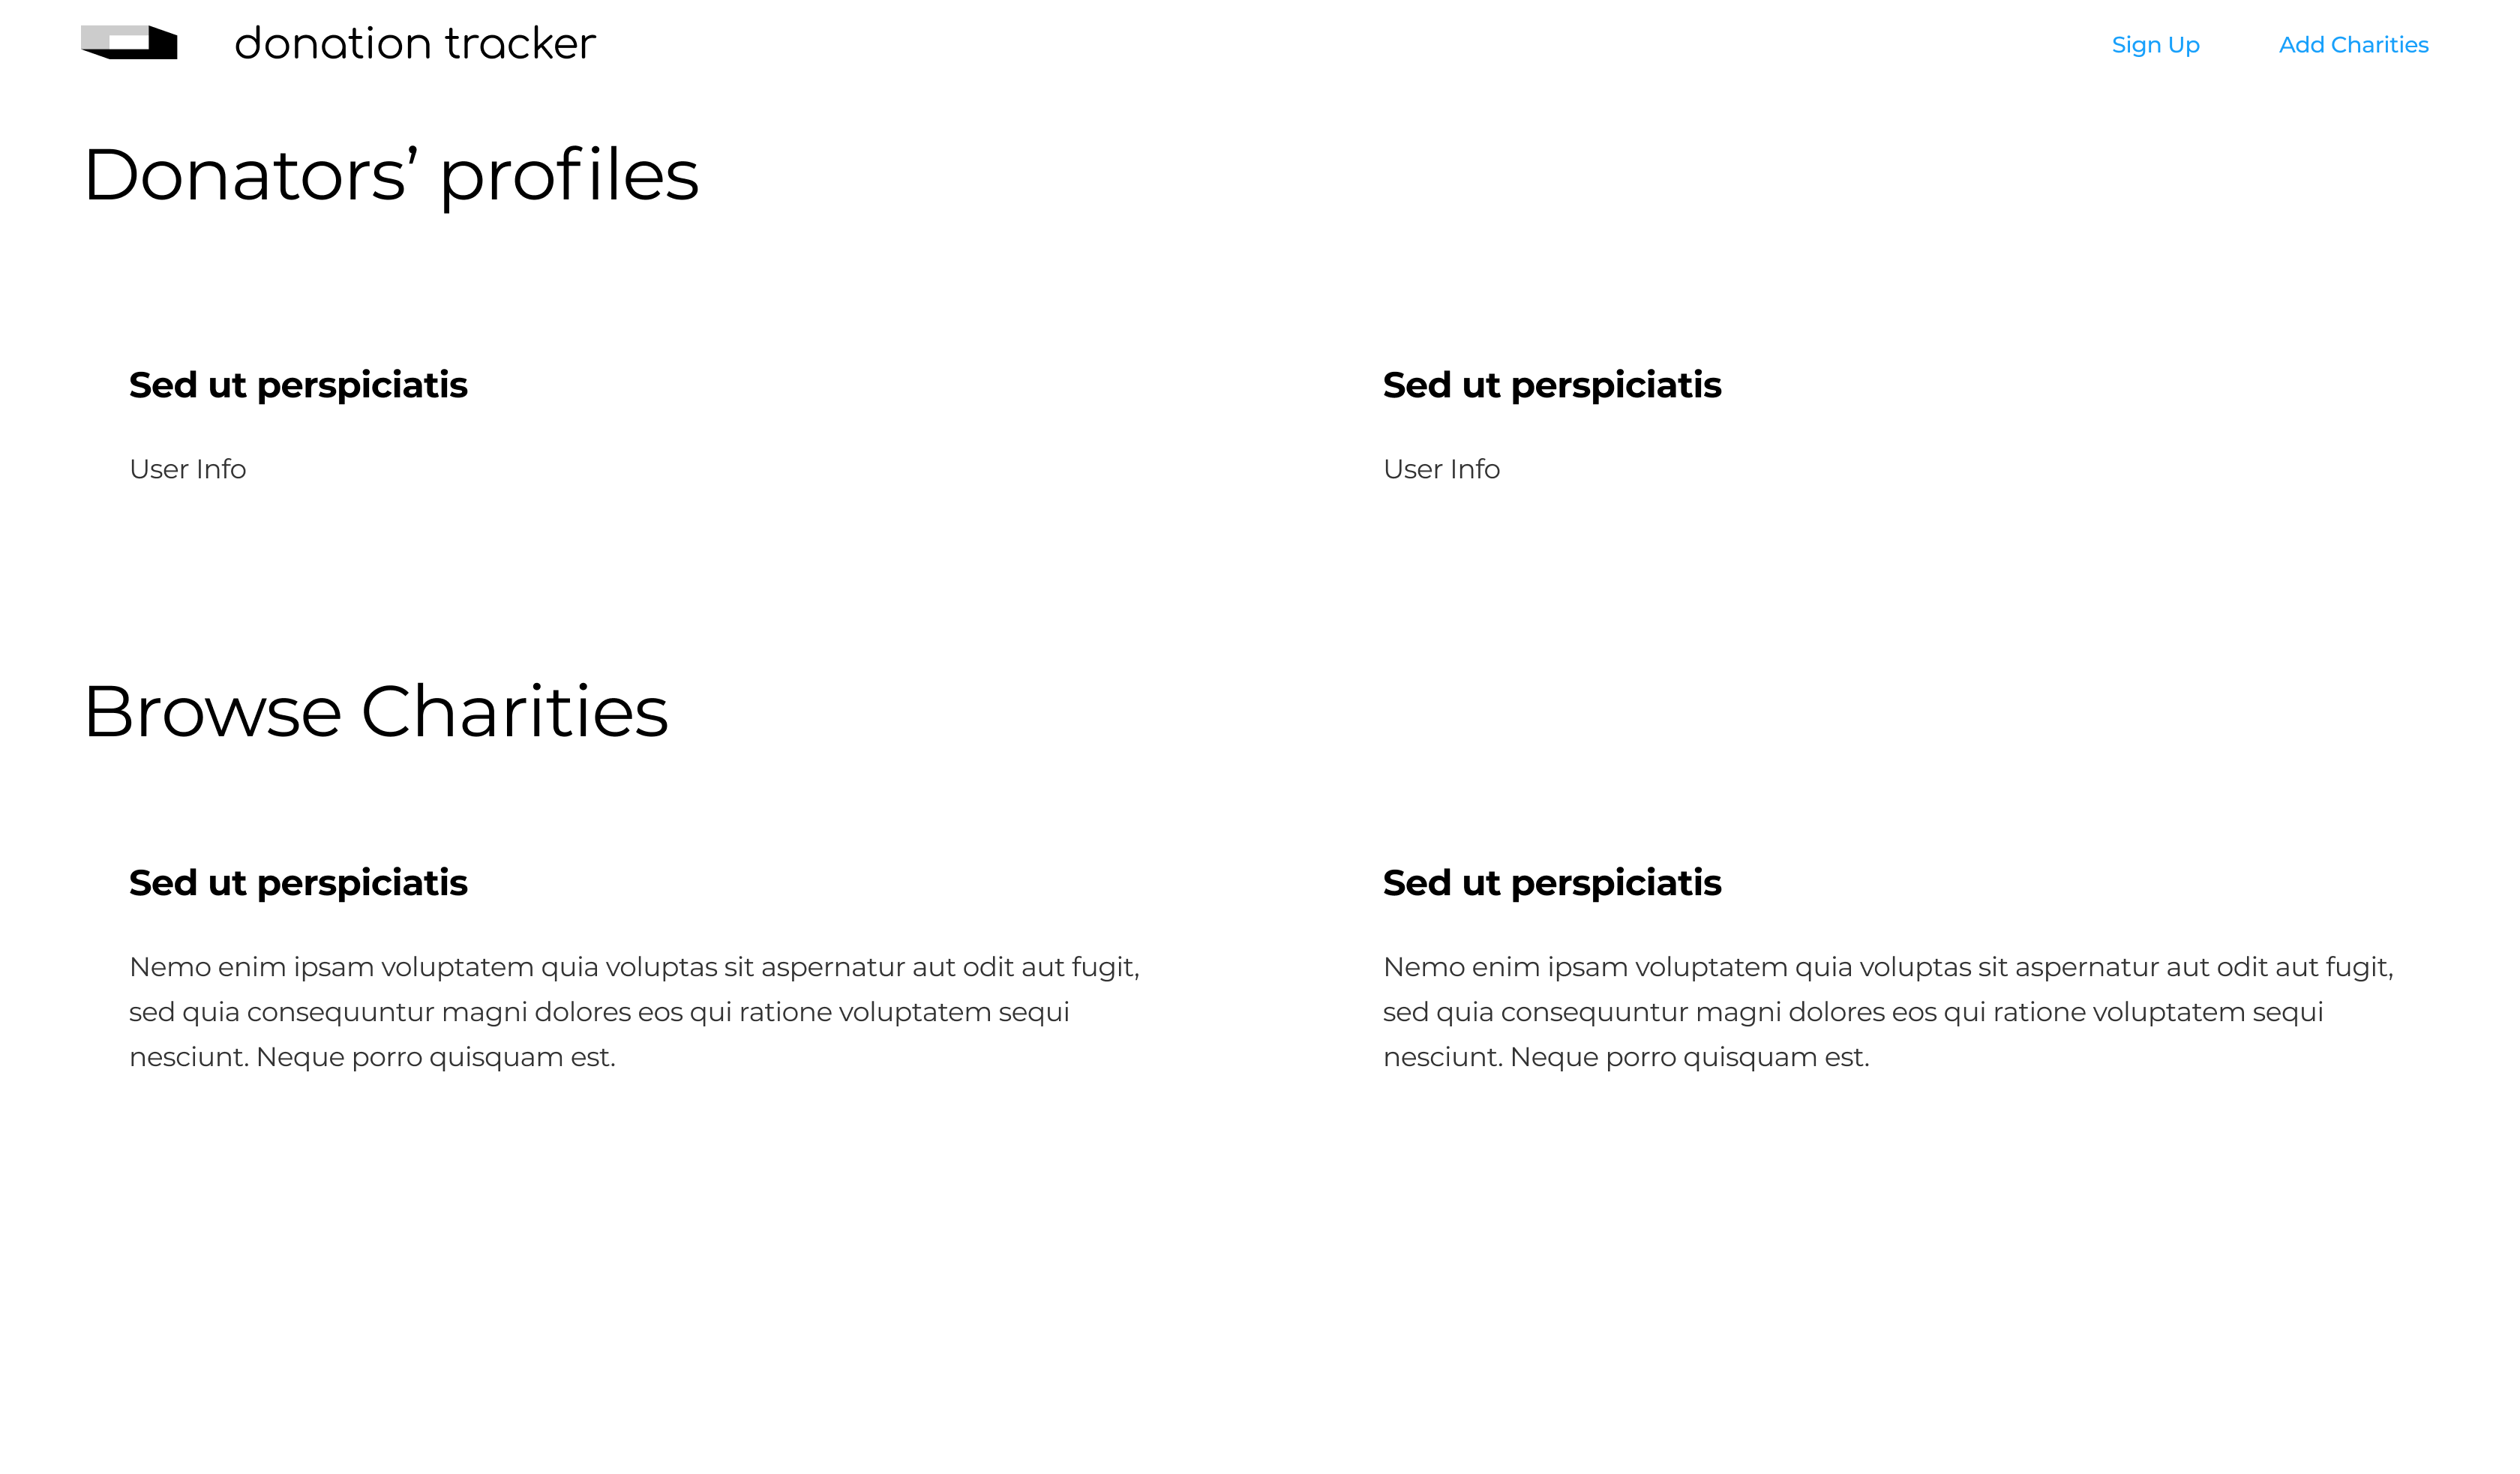 donation tracker
Sign Up
Add Charities
Donators’ profiles
Sed ut perspiciatis
Sed ut perspiciatis
User Info
User Info
Browse Charities
Sed ut perspiciatis
Nemo enim ipsam voluptatem quia voluptas sit aspernatur aut odit aut fugit,
sed quia consequuntur magni dolores eos qui ratione voluptatem sequi
nesciunt. Neque porro quisquam est.
Sed ut perspiciatis
Nemo enim ipsam voluptatem quia voluptas sit aspernatur aut odit aut fugit,
sed quia consequuntur magni dolores eos qui ratione voluptatem sequi
nesciunt. Neque porro quisquam est.